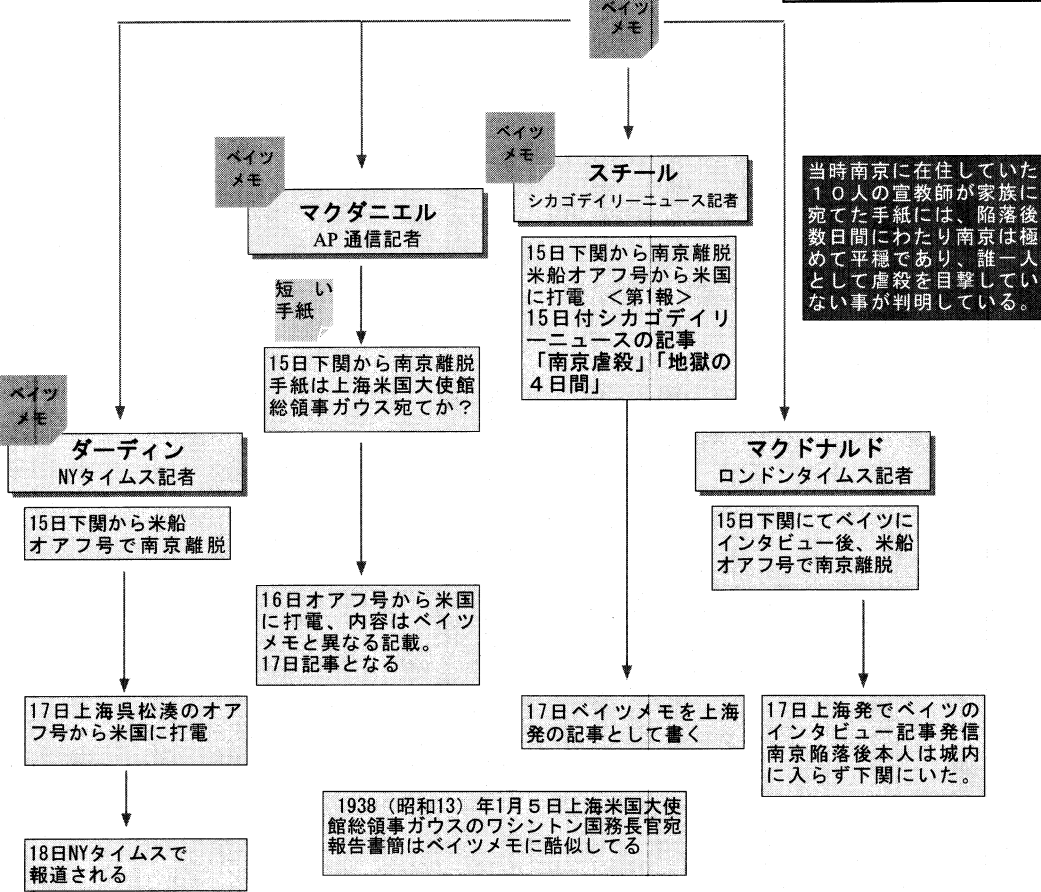 ベイツ
メモ
ベイツ
メモ
スチール
シカゴデイリーニュース記者
15日下関から南京離脱
米船オアフ号から米国
に打電　＜第1報＞
15日付シカゴデイリ
ーニュースの記事
「南京虐殺」「地獄の
４日間」
17日ベイツメモを上海
発の記事として書く
ベイツ
メモ
マクダニエル
AP 通信記者
短　い
手紙
15日下関から南京離脱
手紙は上海米国大使館
総領事ガウス宛てか？
16日オアフ号から米国
に打電、内容はベイツ
メモと異なる記載。
17日記事となる
ベイツ
メモ
ダーディン
NYタイムス記者
15日下関から米船
オアフ号で南京離脱
17日上海呉松湊のオア
フ号から米国に打電
18日NYタイムスで
報道される
当時南京に在住していた
１０人の宣教師が家族に
宛てた手紙には、陥落後
数日間にわたり南京は極
めて平穏であり、誰一人
として虐殺を目撃してい
ない事が判明している。
マクドナルド
ロンドンタイムス記者
15日下関にてベイツに
インタビュー後、米船
オアフ号で南京離脱
17日上海発でベイツの
インタビュー記事発信
南京陥落後本人は城内
に入らず下関にいた。
1938（昭和13）年1月５日上海米国大使
館総領事ガウスのワシントン国務長官宛
報告書簡はベイツメモに酷似してる